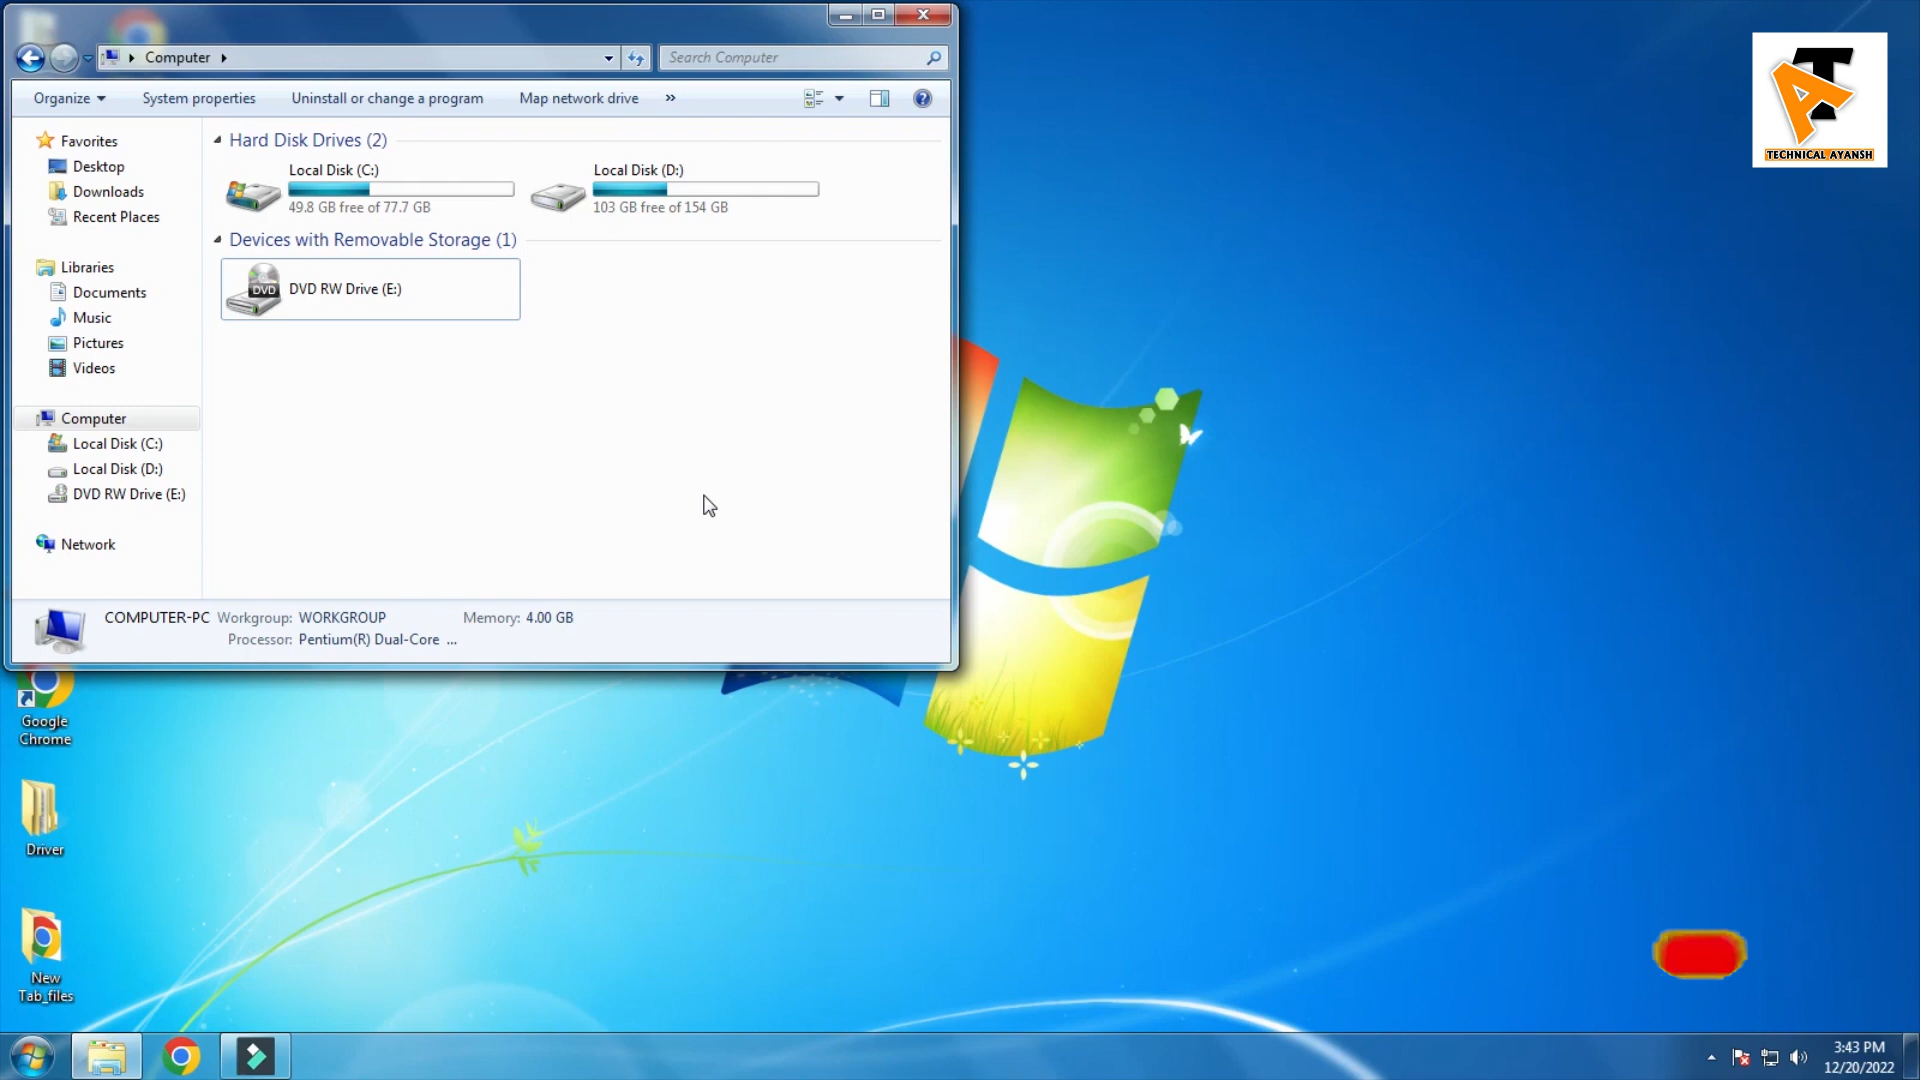 Computer
Search Computer
Organize
System properties
Uninstall or change a program
Map network drive
»
Favorites
Desktop
Downloads
Recent Places
Libraries
Documents
Music
Pictures
Videos
Computer
Local Disk (C:)
Local Disk (D:)
DVD RW Drive (E:)
Network
Hard Disk Drives (2)
Local Disk (C:)
49.8 GB free of 77.7 GB
Local Disk (D:)
103 GB free of 154 GB
Devices with Removable Storage (1)
DVD
DVD RW Drive (E:)
COMPUTER-PC Workgroup: WORKGROUP Memory: 4.00 GB
Processor: Pentium(R) Dual-Core ...
AT
TECHNICAL AYANSH
Google
Chrome
Driver
New
Tab_files
3:43 PM
12/20/2022